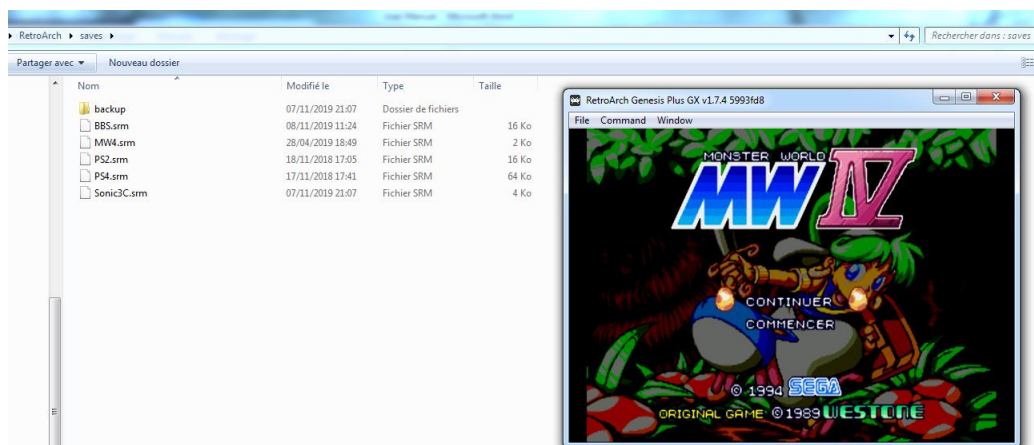 RetroArch ▸ saves ▸
Rechercher dans : saves
Partager avec ▾ Nouveau dossier
Nom Modifié le Type Taille
backup 07/11/2019 21:07 Dossier de fichiers
BBS.srm 08/11/2019 11:24 Fichier SRM 16 Ko
MW4.srm 28/04/2019 18:49 Fichier SRM 2 Ko
PS2.srm 18/11/2018 17:05 Fichier SRM 16 Ko
PS4.srm 17/11/2018 17:41 Fichier SRM 64 Ko
Sonic3C.srm 07/11/2019 21:07 Fichier SRM 4 Ko
RetroArch Genesis Plus GX v1.7.4 5993fd8
File Command Window
MONSTER WORLD
MW IV
CONTINUER
COMMENCER
© 1994 SEGA
ORIGINAL GAME ©1989 WESTONE